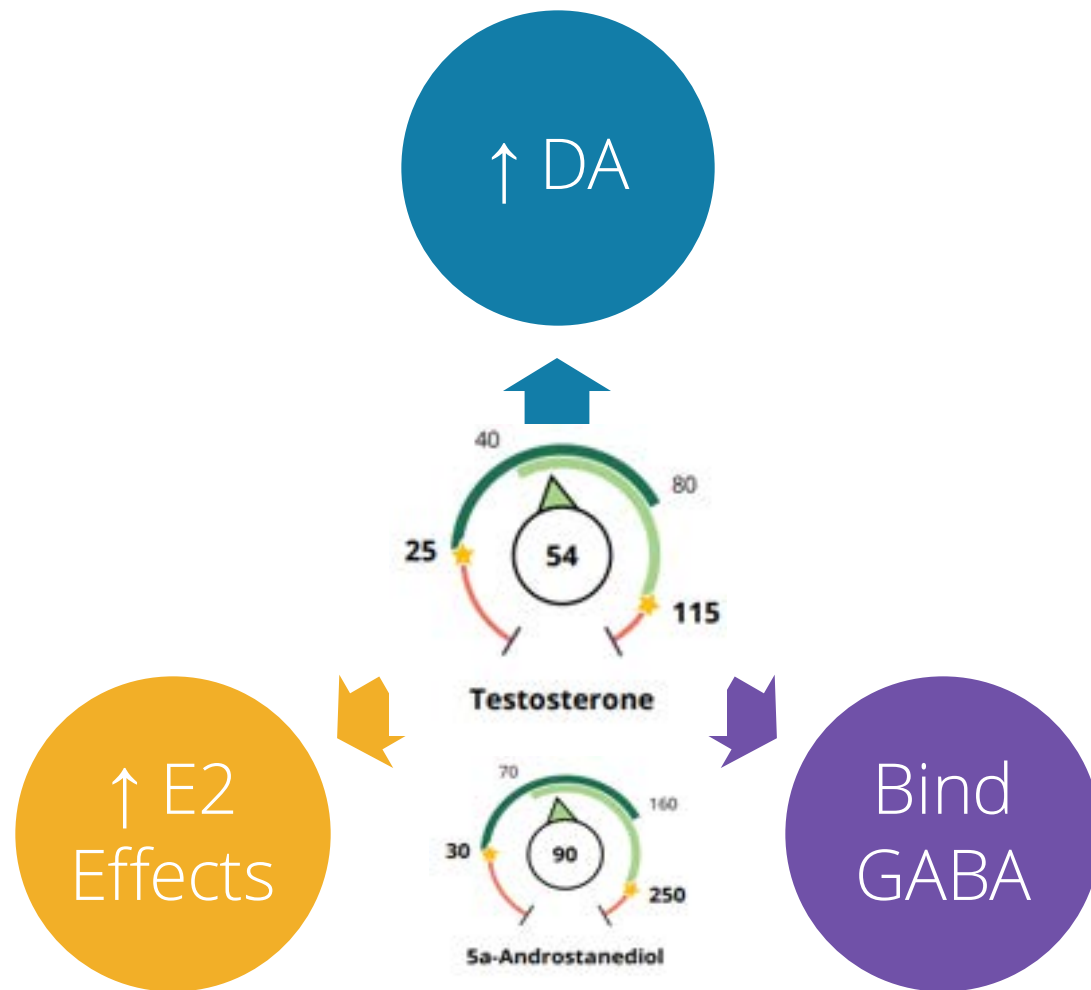 ↑ DA
40
80
25
54
115
Testosterone
↑ E2
Effects
Bind
GABA
70
160
30
90
250
5a-Androstanediol